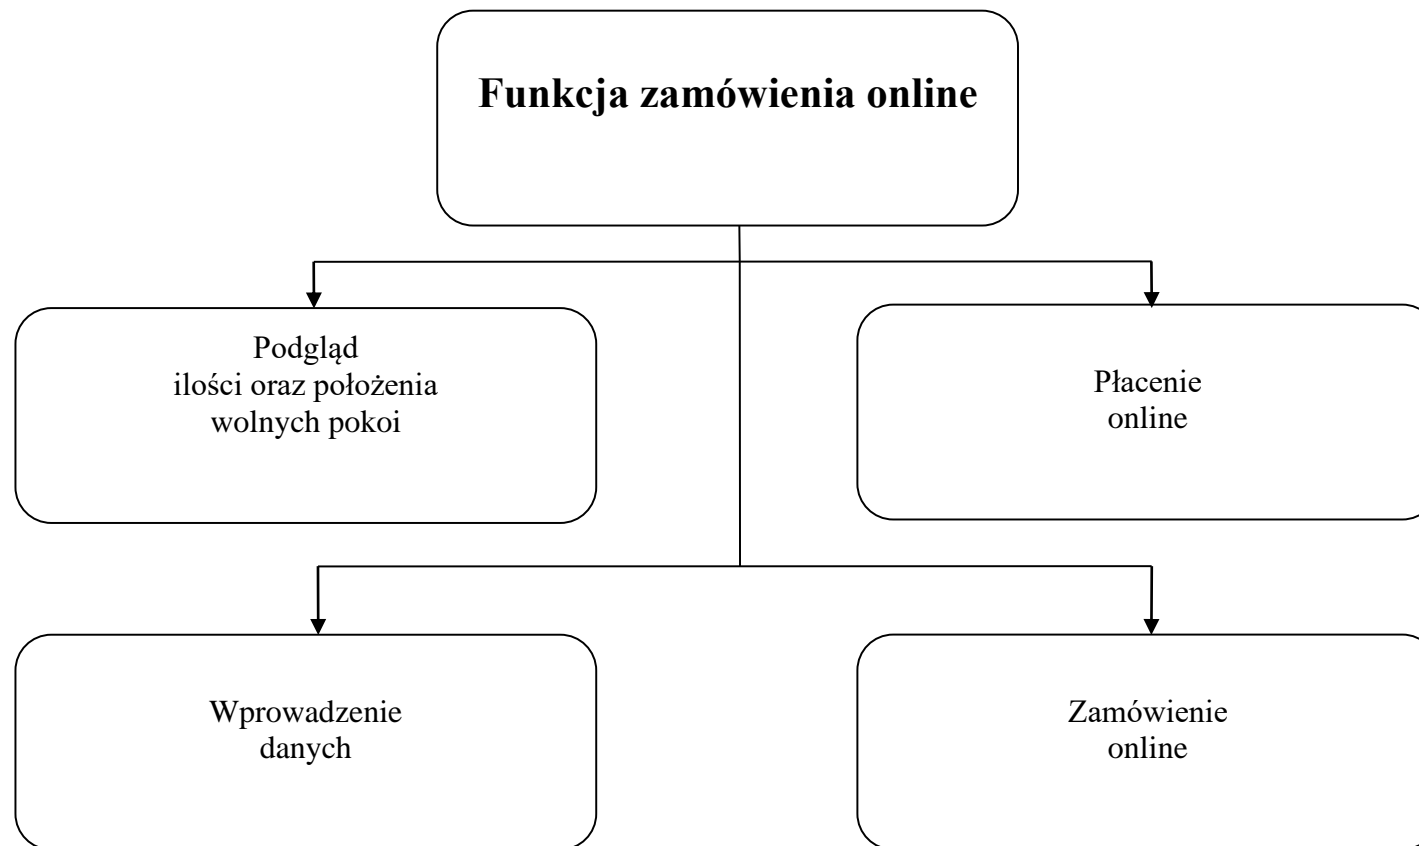 Funkcja zamówienia online
Podgląd
ilości oraz położenia
wolnych pokoi
Płacenie
online
Wprowadzenie
danych
Zamówienie
online